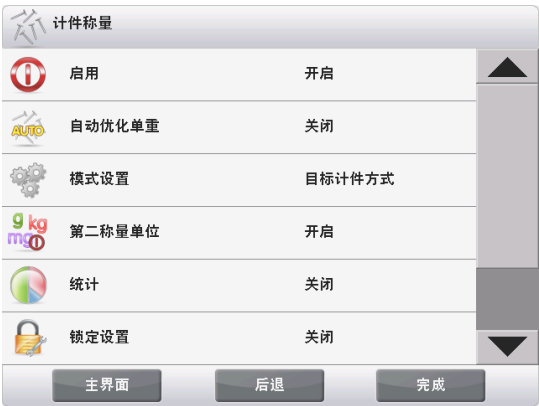 计件称量
启用 开启
AUTO 自动优化单重 关闭
模式设置 目标计件方式
g kg mg 第二称量单位 开启
统计 关闭
锁定设置 关闭
主界面 后退 完成